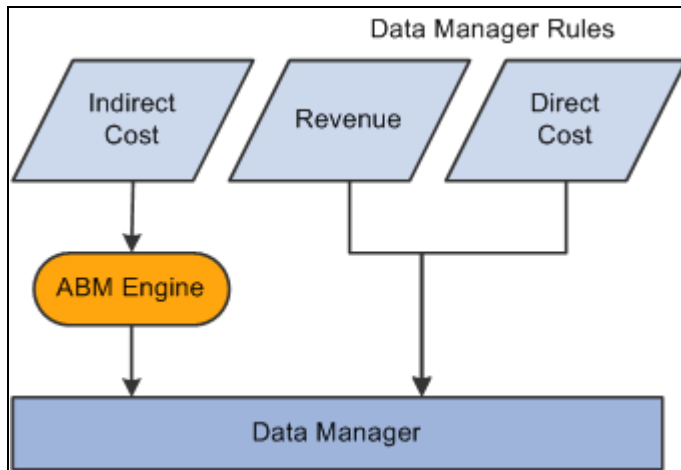 Data Manager Rules
Indirect
Cost
Revenue
Direct
Cost
ABM Engine
Data Manager